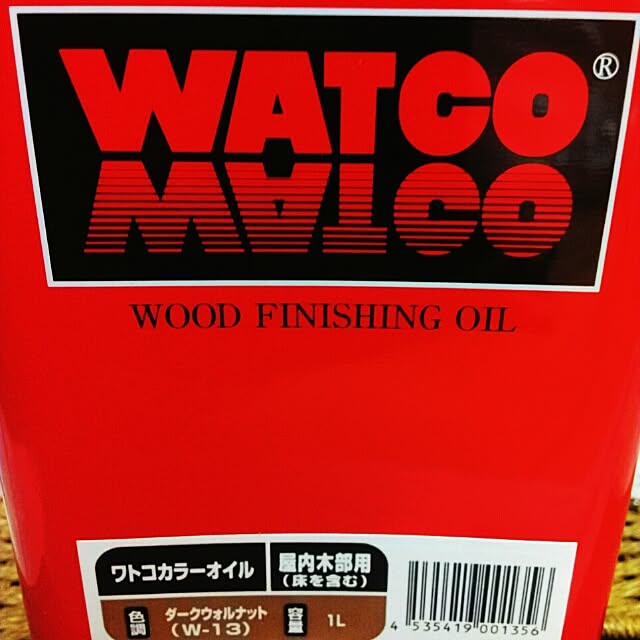 WATCO®
WATCO
WOOD FINISHING OIL
ワトコカラーオイル
屋内木部用
(床を含む)
色調
ダークウォルナット
(W-13)
容量
1L
4 535419 001356